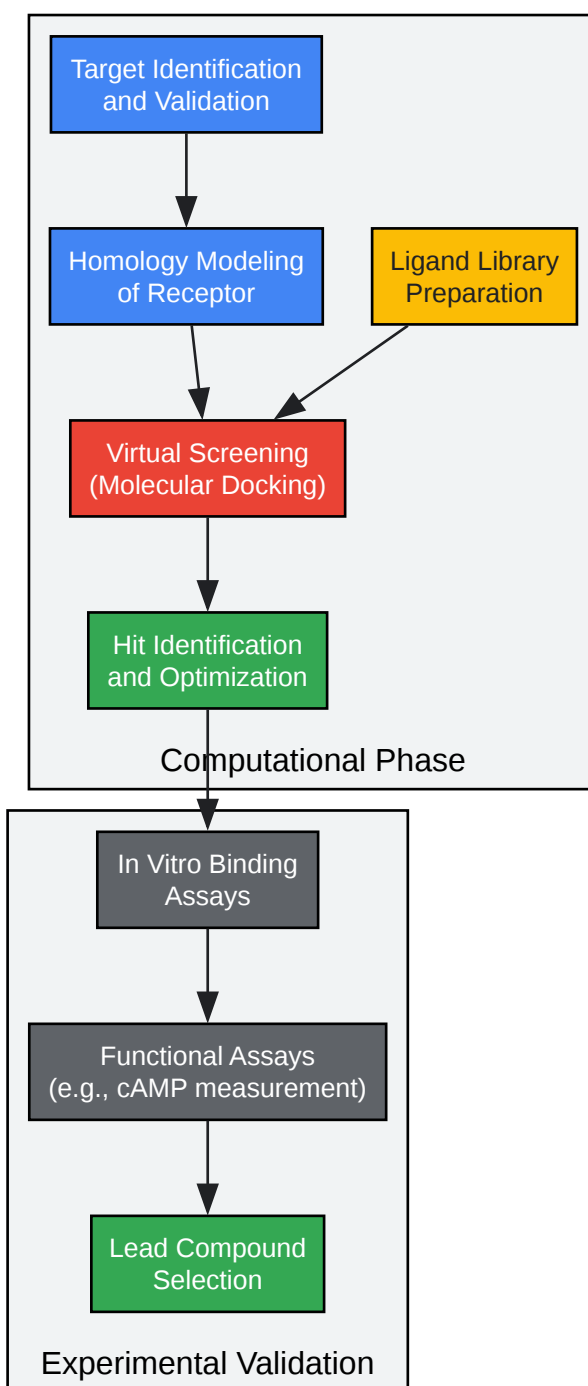 Target Identification
and Validation
Homology Modeling
of Receptor
Ligand Library
Preparation
Virtual Screening
(Molecular Docking)
Hit Identification
and Optimization
Computational Phase
In Vitro Binding
Assays
Functional Assays
(e.g., cAMP measurement)
Lead Compound
Selection
Experimental Validation